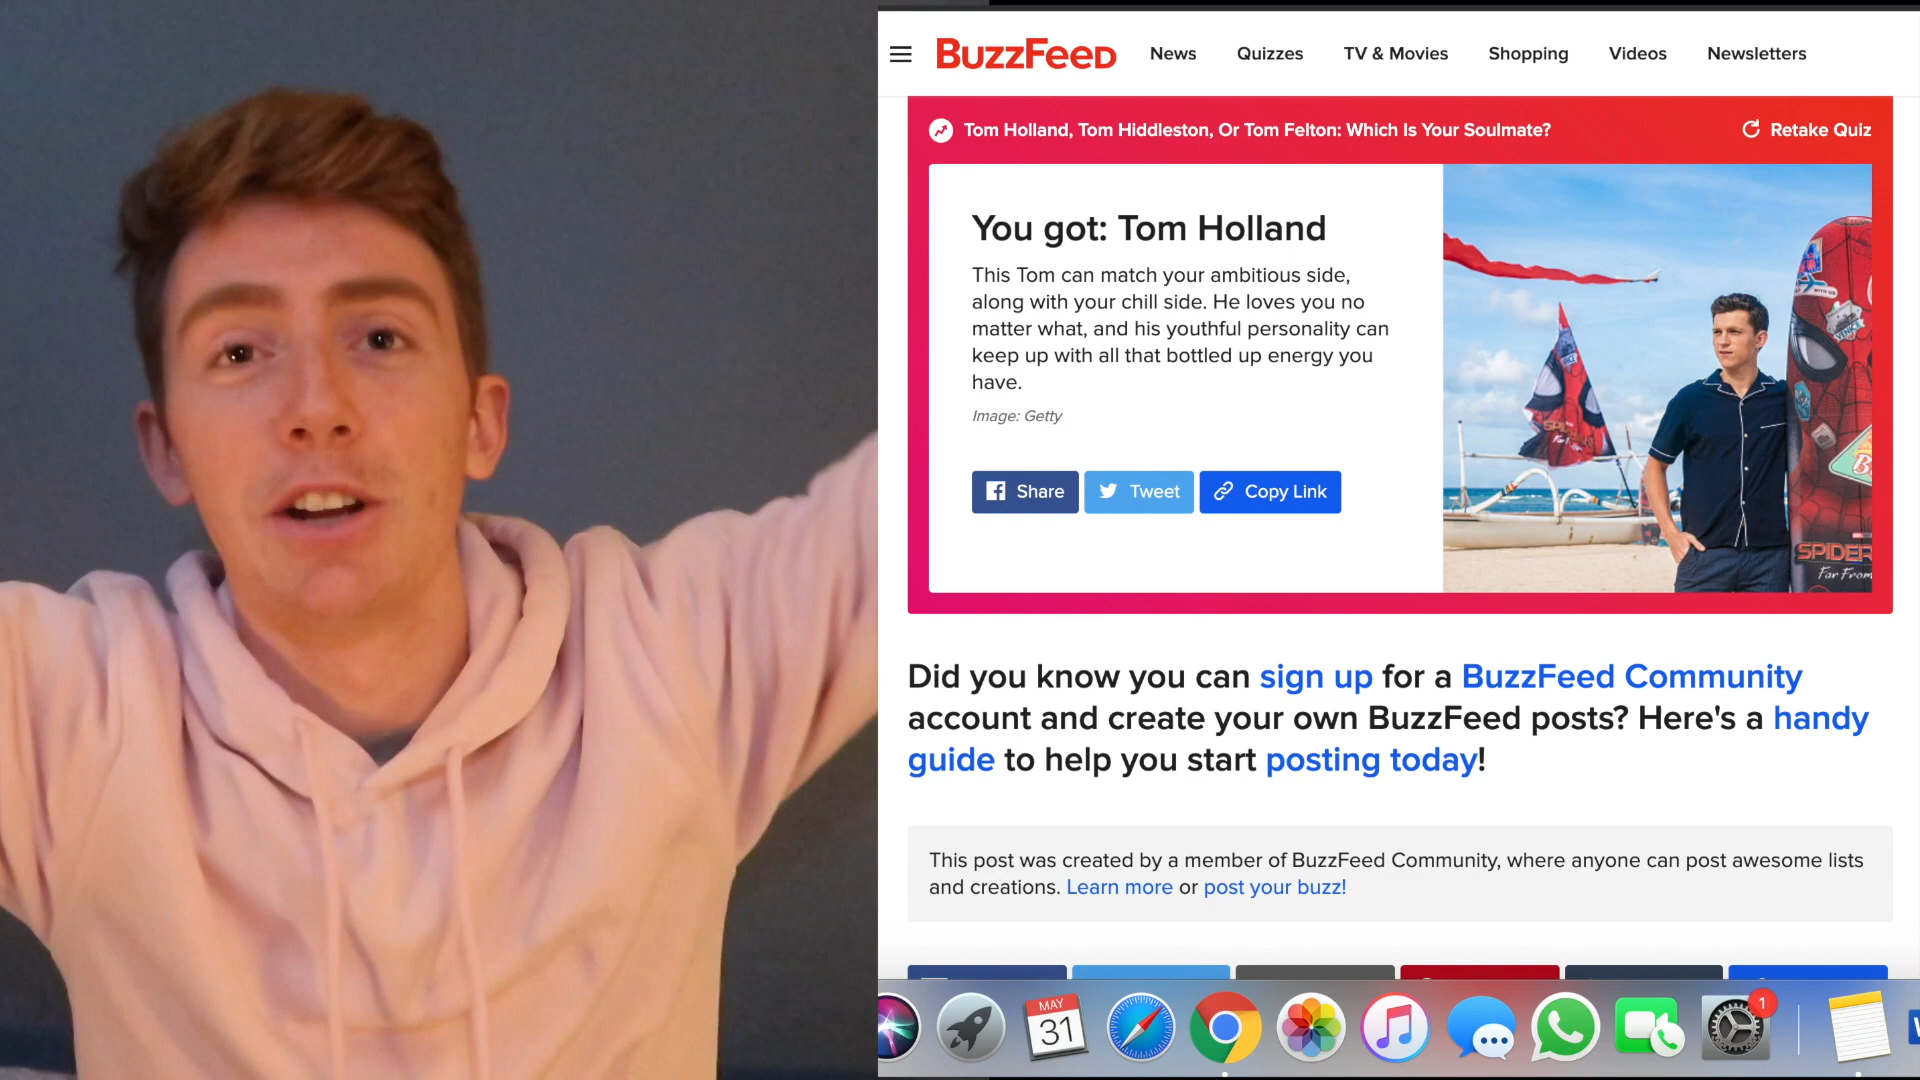 BuzzFeeD
News
Quizzes
TV & Movies
Shopping
Videos
Newsletters
Tom Holland, Tom Hiddleston, Or Tom Felton: Which Is Your Soulmate?
Retake Quiz
You got: Tom Holland
This Tom can match your ambitious side,
along with your chill side. He loves you no
matter what, and his youthful personality can
keep up with all that bottled up energy you
have.
Image: Getty
Share
Tweet
Copy Link
SPIDER
Far From
Did you know you can sign up for a BuzzFeed Community
account and create your own BuzzFeed posts? Here's a handy
guide to help you start posting today!
This post was created by a member of BuzzFeed Community, where anyone can post awesome lists
and creations. Learn more or post your buzz!
MAY
31
1